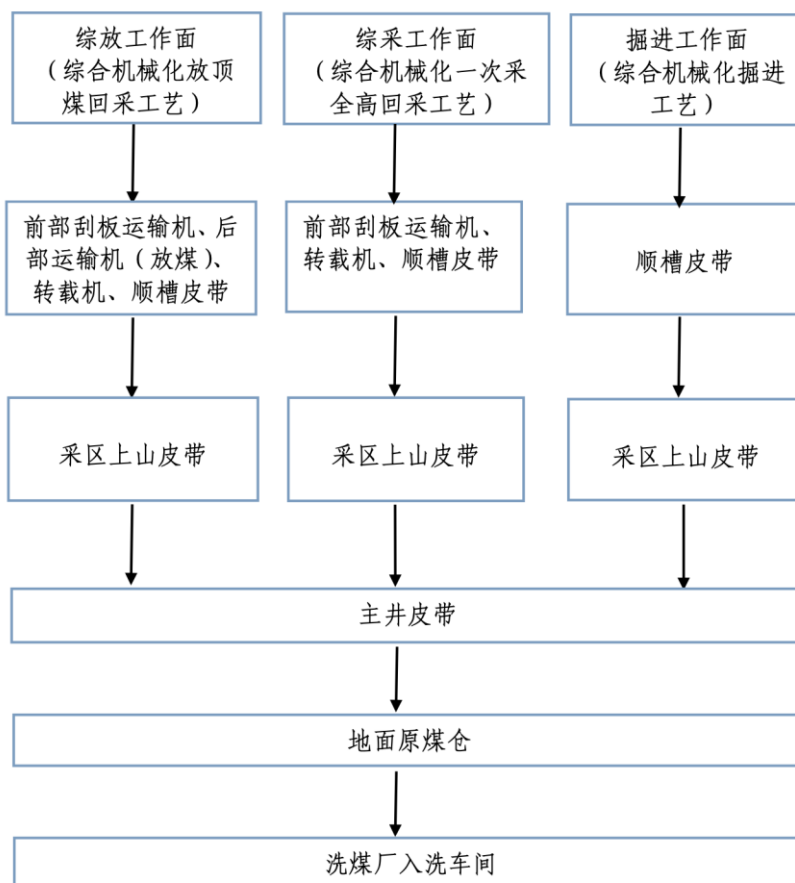 综放工作面
（综合机械化放顶
煤回采工艺）
综采工作面
（综合机械化一次采
全高回采工艺）
掘进工作面
（综合机械化掘进
工艺）
前部刮板运输机、后
部运输机（放煤）、
转载机、顺槽皮带
前部刮板运输机、
转载机、顺槽皮带
顺槽皮带
采区上山皮带
采区上山皮带
采区上山皮带
主井皮带
地面原煤仓
洗煤厂入洗车间